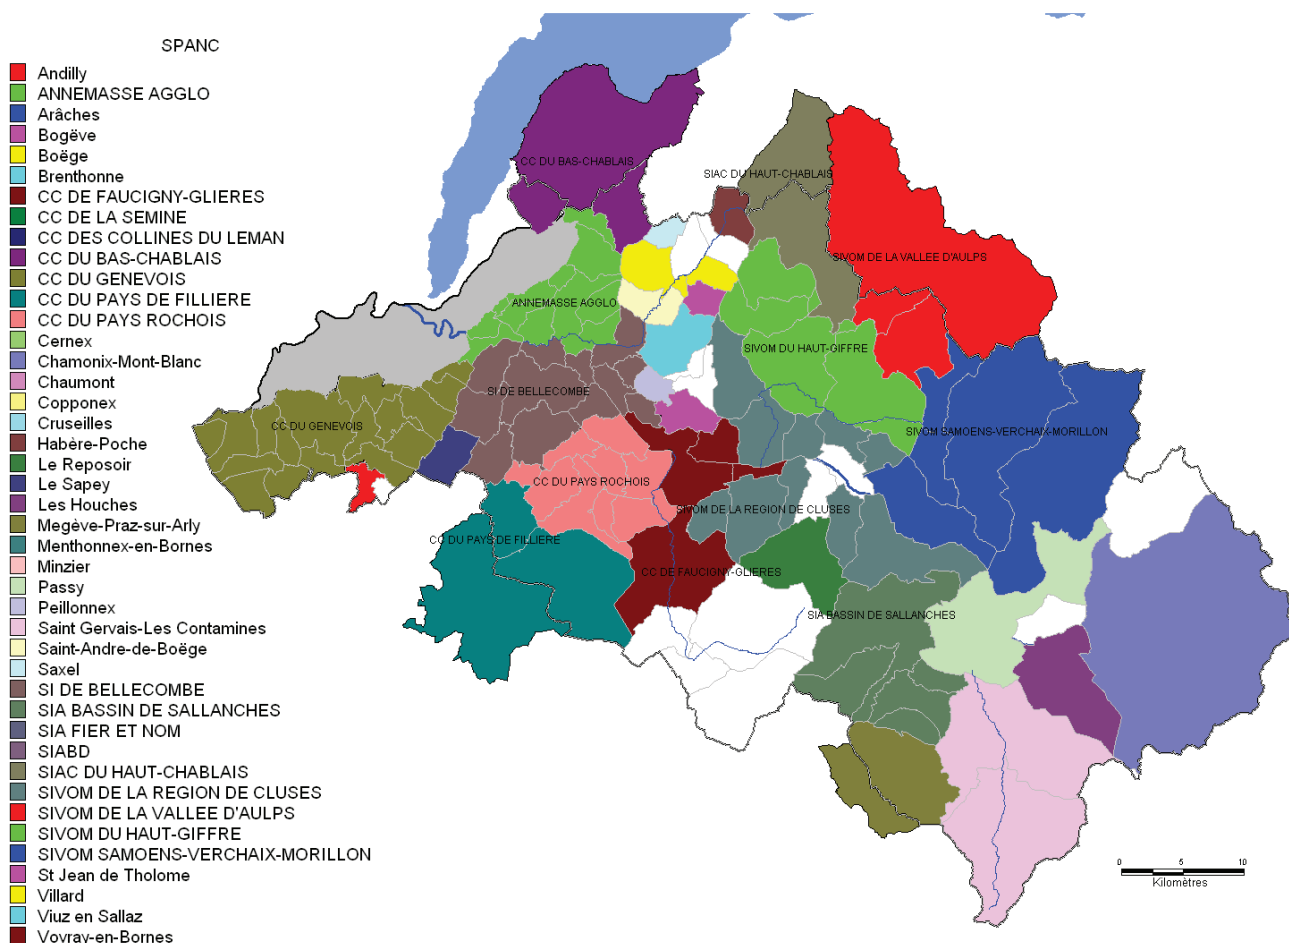 SPANC
Andilly
ANNEMASSE AGGLO
Arâches
Bogëve
Boëge
Brenthonne
CC DE FAUCIGNY-GLIERES
CC DE LA SEMINE
CC DES COLLINES DU LEMAN
CC DU BAS-CHABLAIS
CC DU GENEVOIS
CC DU PAYS DE FILLIERE
CC DU PAYS ROCHOIS
Cernex
Chamonix-Mont-Blanc
Chaumont
Copponex
Cruseilles
Habère-Poche
Le Reposoir
Le Sapey
Les Houches
Megève-Praz-sur-Arly
Menthonnex-en-Bornes
Minzier
Passy
Peillonnex
Saint Gervais-Les Contamines
Saint-Andre-de-Boëge
Saxel
SI DE BELLECOMBE
SIA BASSIN DE SALLANCHES
SIA FIER ET NOM
SIABD
SIAC DU HAUT-CHABLAIS
SIVOM DE LA REGION DE CLUSES
SIVOM DE LA VALLEE D'AULPS
SIVOM DU HAUT-GIFFRE
SIVOM SAMOENS-VERCHAIX-MORILLON
St Jean de Tholome
Villard
Viuz en Sallaz
Vovray-en-Bornes
CC DU BAS-CHABLAIS
SIAC DU HAUT-CHABLAIS
SIVOM DE LA VALLEE D'AULPS
ANNEMASSE AGGLO
SIVOM DU HAUT-GIFFRE
SI DE BELLECOMBE
CC DU GENEVOIS
SIVOM SAMOENS-VERCHAIX-MORILLON
CC DU PAYS ROCHOIS
SIVOM DE LA REGION DE CLUSES
CC DU PAYS DE FILLIERE
CC DE FAUCIGNY-GLIERES
SIA BASSIN DE SALLANCHES
0 5 10
Kilomètres